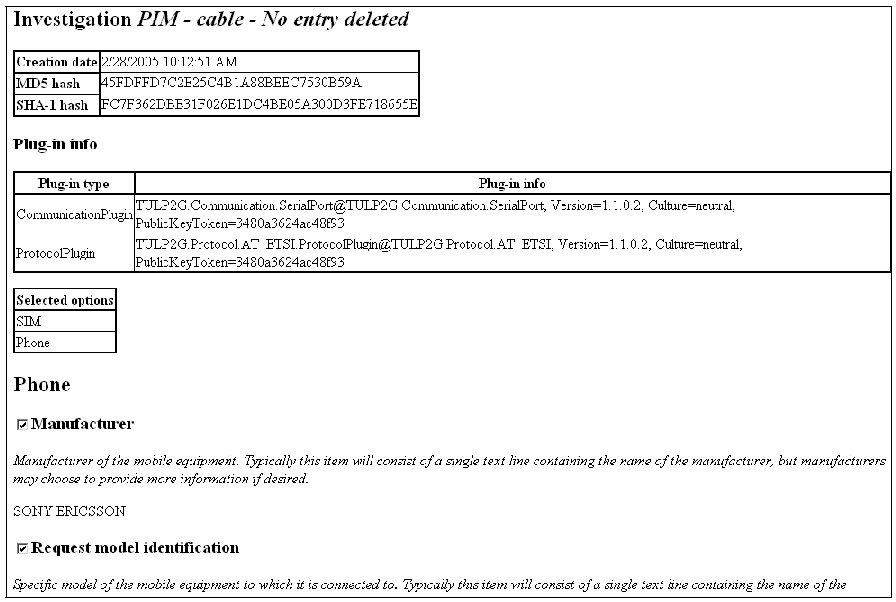 Investigation PIM - cable - No entry deleted
Creation date 2/28/2005 10:12:51 AM
MD5 hash 45FDFFD7C2E25C4B1A88BEEC7530B59A
SHA-1 hash FC7F362DBE31F026E1DC4BE05A300D3FE718655E
Plug-in info
Plug-in type Plug-in info
CommunicationPlugin TULP2G.Communication.SerialPort@TULP2G.Communication.SerialPort, Version=1.1.0.2, Culture=neutral,
PublicKeyToken=3480a3624ac48f93
ProtocolPlugin TULP2G.Protocol.AT_ETSI.ProtocolPlugin@TULP2G.Protocol.AT_ETSI, Version=1.1.0.2, Culture=neutral,
PublicKeyToken=3480a3624ac48f93
Selected options
SIM
Phone
Phone
Manufacturer
Manufacturer of the mobile equipment. Typically this item will consist of a single text line containing the name of the manufacturer, but manufacturers
may choose to provide more information if desired.
SONY ERICSSON
Request model identification
Specific model of the mobile equipment to which it is connected to. Typically this item will consist of a single text line containing the name of the